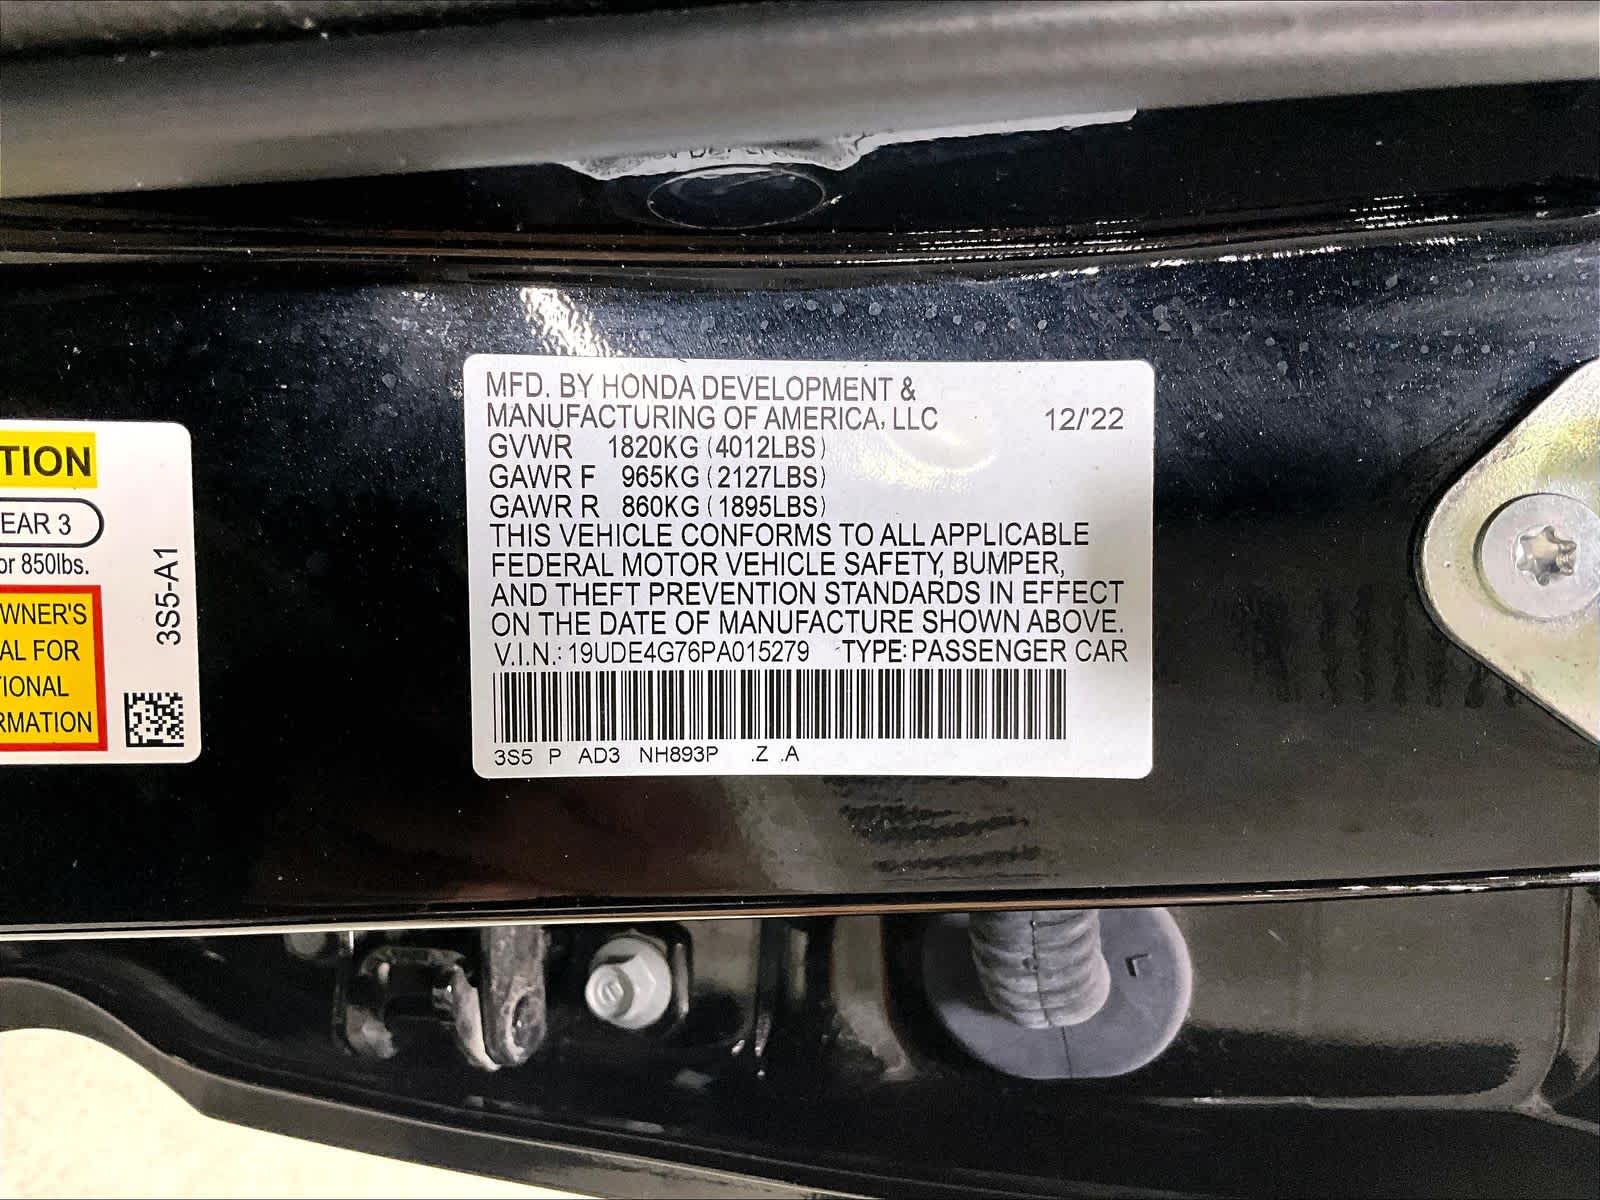 TION
EAR 3
or 850lbs.
WNER'S
AL FOR
TIONAL
RMATION
3S5-A1
MFD. BY HONDA DEVELOPMENT &
MANUFACTURING OF AMERICA, LLC 12/'22
GVWR 1820KG (4012LBS)
GAWR F 965KG (2127LBS)
GAWR R 860KG (1895LBS)
THIS VEHICLE CONFORMS TO ALL APPLICABLE
FEDERAL MOTOR VEHICLE SAFETY, BUMPER,
AND THEFT PREVENTION STANDARDS IN EFFECT
ON THE DATE OF MANUFACTURE SHOWN ABOVE.
V.I.N.: 19UDE4G76PA015279 TYPE: PASSENGER CAR
3S5 P AD3 NH893P .Z .A
L